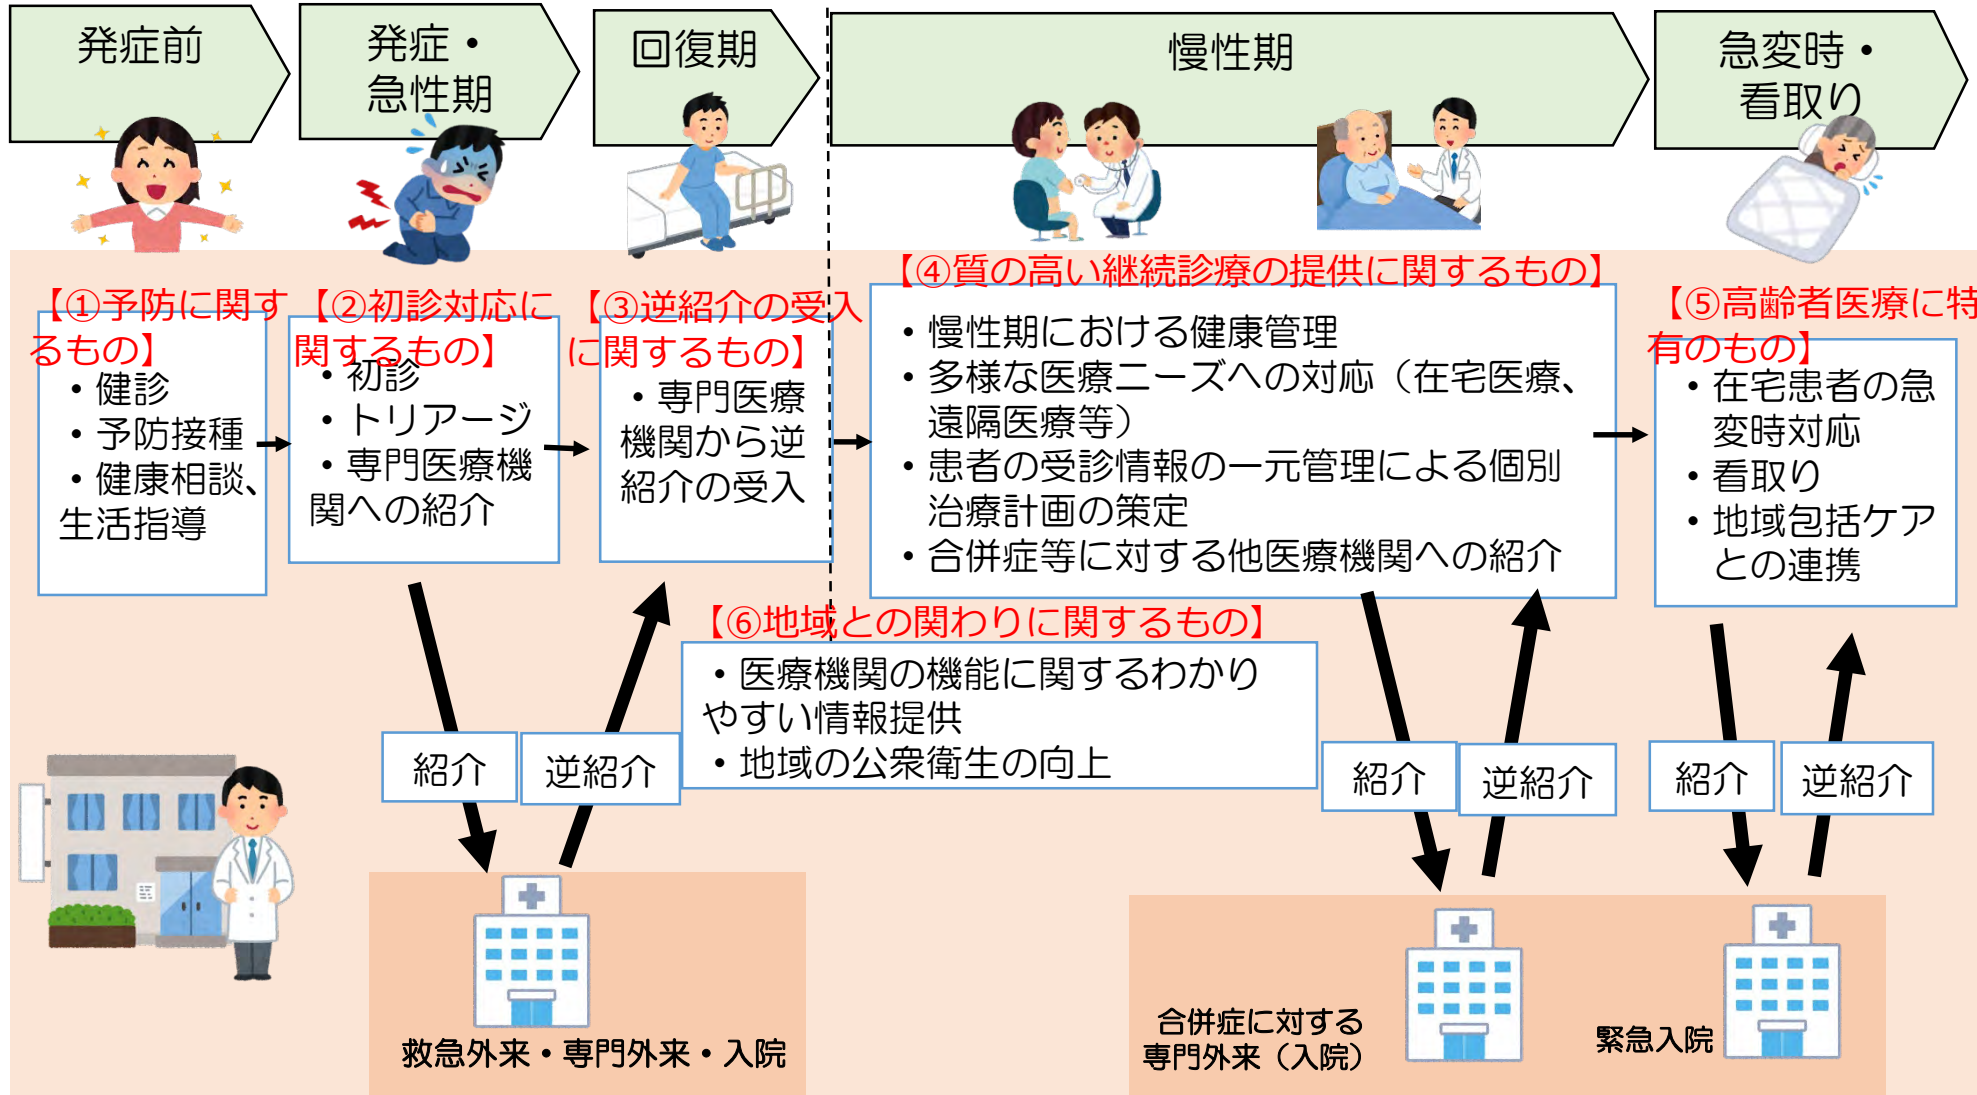 発症前
発症・
急性期
回復期
慢性期
急変時・
看取り
【①予防に関す
るもの】
・健診
・予防接種
・健康相談、
生活指導
【②初診対応に
関するもの】
・初診
・トリアージ
・専門医療機
関への紹介
【③逆紹介の受入
に関するもの】
・専門医療
機関から逆
紹介の受入
【④質の高い継続診療の提供に関するもの】
・慢性期における健康管理
・多様な医療ニーズへの対応（在宅医療、
遠隔医療等）
・患者の受診情報の一元管理による個別
治療計画の策定
・合併症等に対する他医療機関への紹介
【⑤高齢者医療に特
有のもの】
・在宅患者の急
変時対応
・看取り
・地域包括ケア
との連携
【⑥地域との関わりに関するもの】
・医療機関の機能に関するわかり
やすい情報提供
・地域の公衆衛生の向上
紹介
逆紹介
紹介
逆紹介
紹介
逆紹介
救急外来・専門外来・入院
合併症に対する
専門外来（入院）
緊急入院